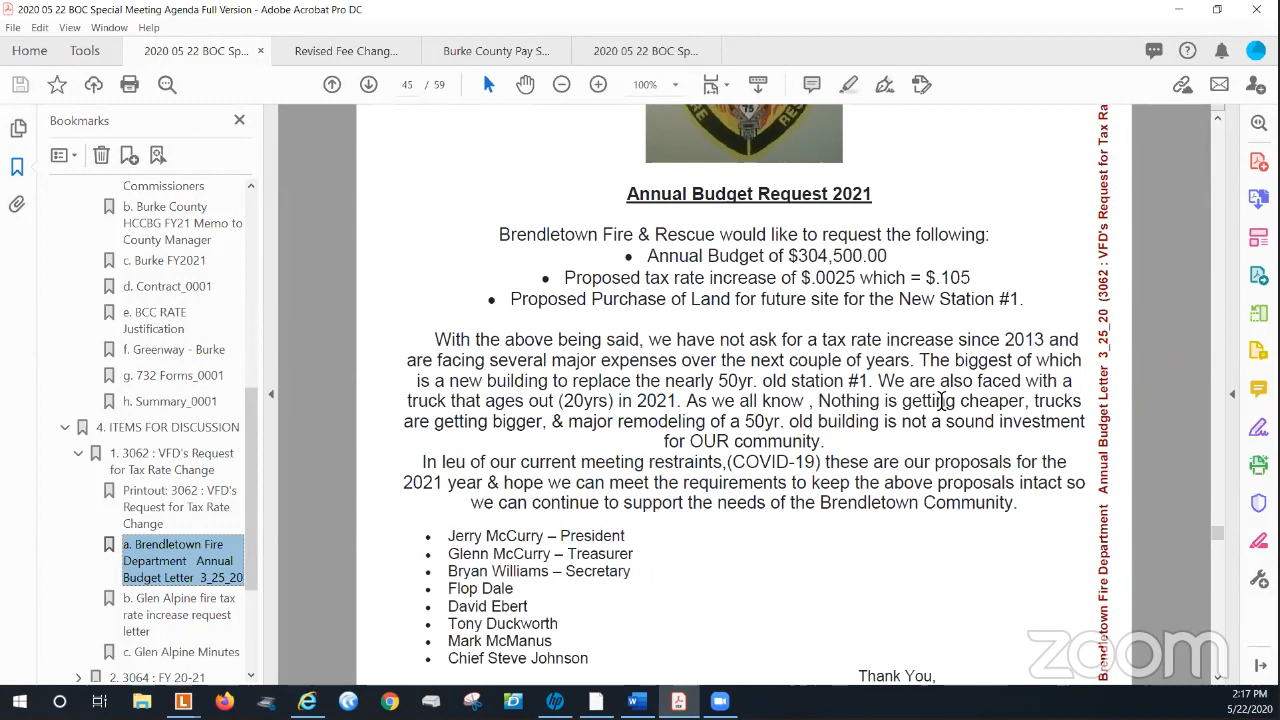 2020 05 22 BOC Special Meeting Agenda Full Version - Adobe Acrobat Pro DC
File Edit View Window Help
Home Tools 2020 05 22 BOC Sp... × Revised Fee Chang... Burke County Pay S... 2020 05 22 BOC Sp...
45 / 59 100%
Bookmarks
Commissioners
b. Burke County
HCCBG FY21 Memo to
County Manager
c. Burke FY2021
d. Contract_0001
e. BCC RATE
Justification
f. Greenway - Burke
g. 732 Forms_0001
h. Summary_0001
4. ITEMS FOR DISCUSSION
1. 3062 : VFD's Request
for Tax Rate Change
Printout: 3062 : VFD's
Request for Tax Rate
Change
a. Brendletown Fire
Department Annual
Budget Letter 3_25_20
b. Glen Alpine fire tax
rate increase request
letter
c. Glen Alpine Minutes
2. 3064 : FY 20-21
75
Annual Budget Request 2021
Brendletown Fire & Rescue would like to request the following:
• Annual Budget of $304,500.00
• Proposed tax rate increase of $.0025 which = $.105
• Proposed Purchase of Land for future site for the New Station #1.
With the above being said, we have not ask for a tax rate increase since 2013 and
are facing several major expenses over the next couple of years. The biggest of which
is a new building to replace the nearly 50yr. old station #1. We are also faced with a
truck that ages out (20yrs) in 2021. As we all know , Nothing is getting cheaper, trucks
are getting bigger, & major remodeling of a 50yr. old building is not a sound investment
for OUR community.
In leu of our current meeting restraints,(COVID-19) these are our proposals for the
2021 year & hope we can meet the requirements to keep the above proposals intact so
we can continue to support the needs of the Brendletown Community.
• Jerry McCurry – President
• Glenn McCurry – Treasurer
• Bryan Williams – Secretary
• Flop Dale
• David Ebert
• Tony Duckworth
• Mark McManus
• Chief Steve Johnson
Thank You,
Brendletown Fire Department Annual Budget Letter 3_25_20 (3062 : VFD's Request for Tax Ra
zoom
2:17 PM
5/22/2020